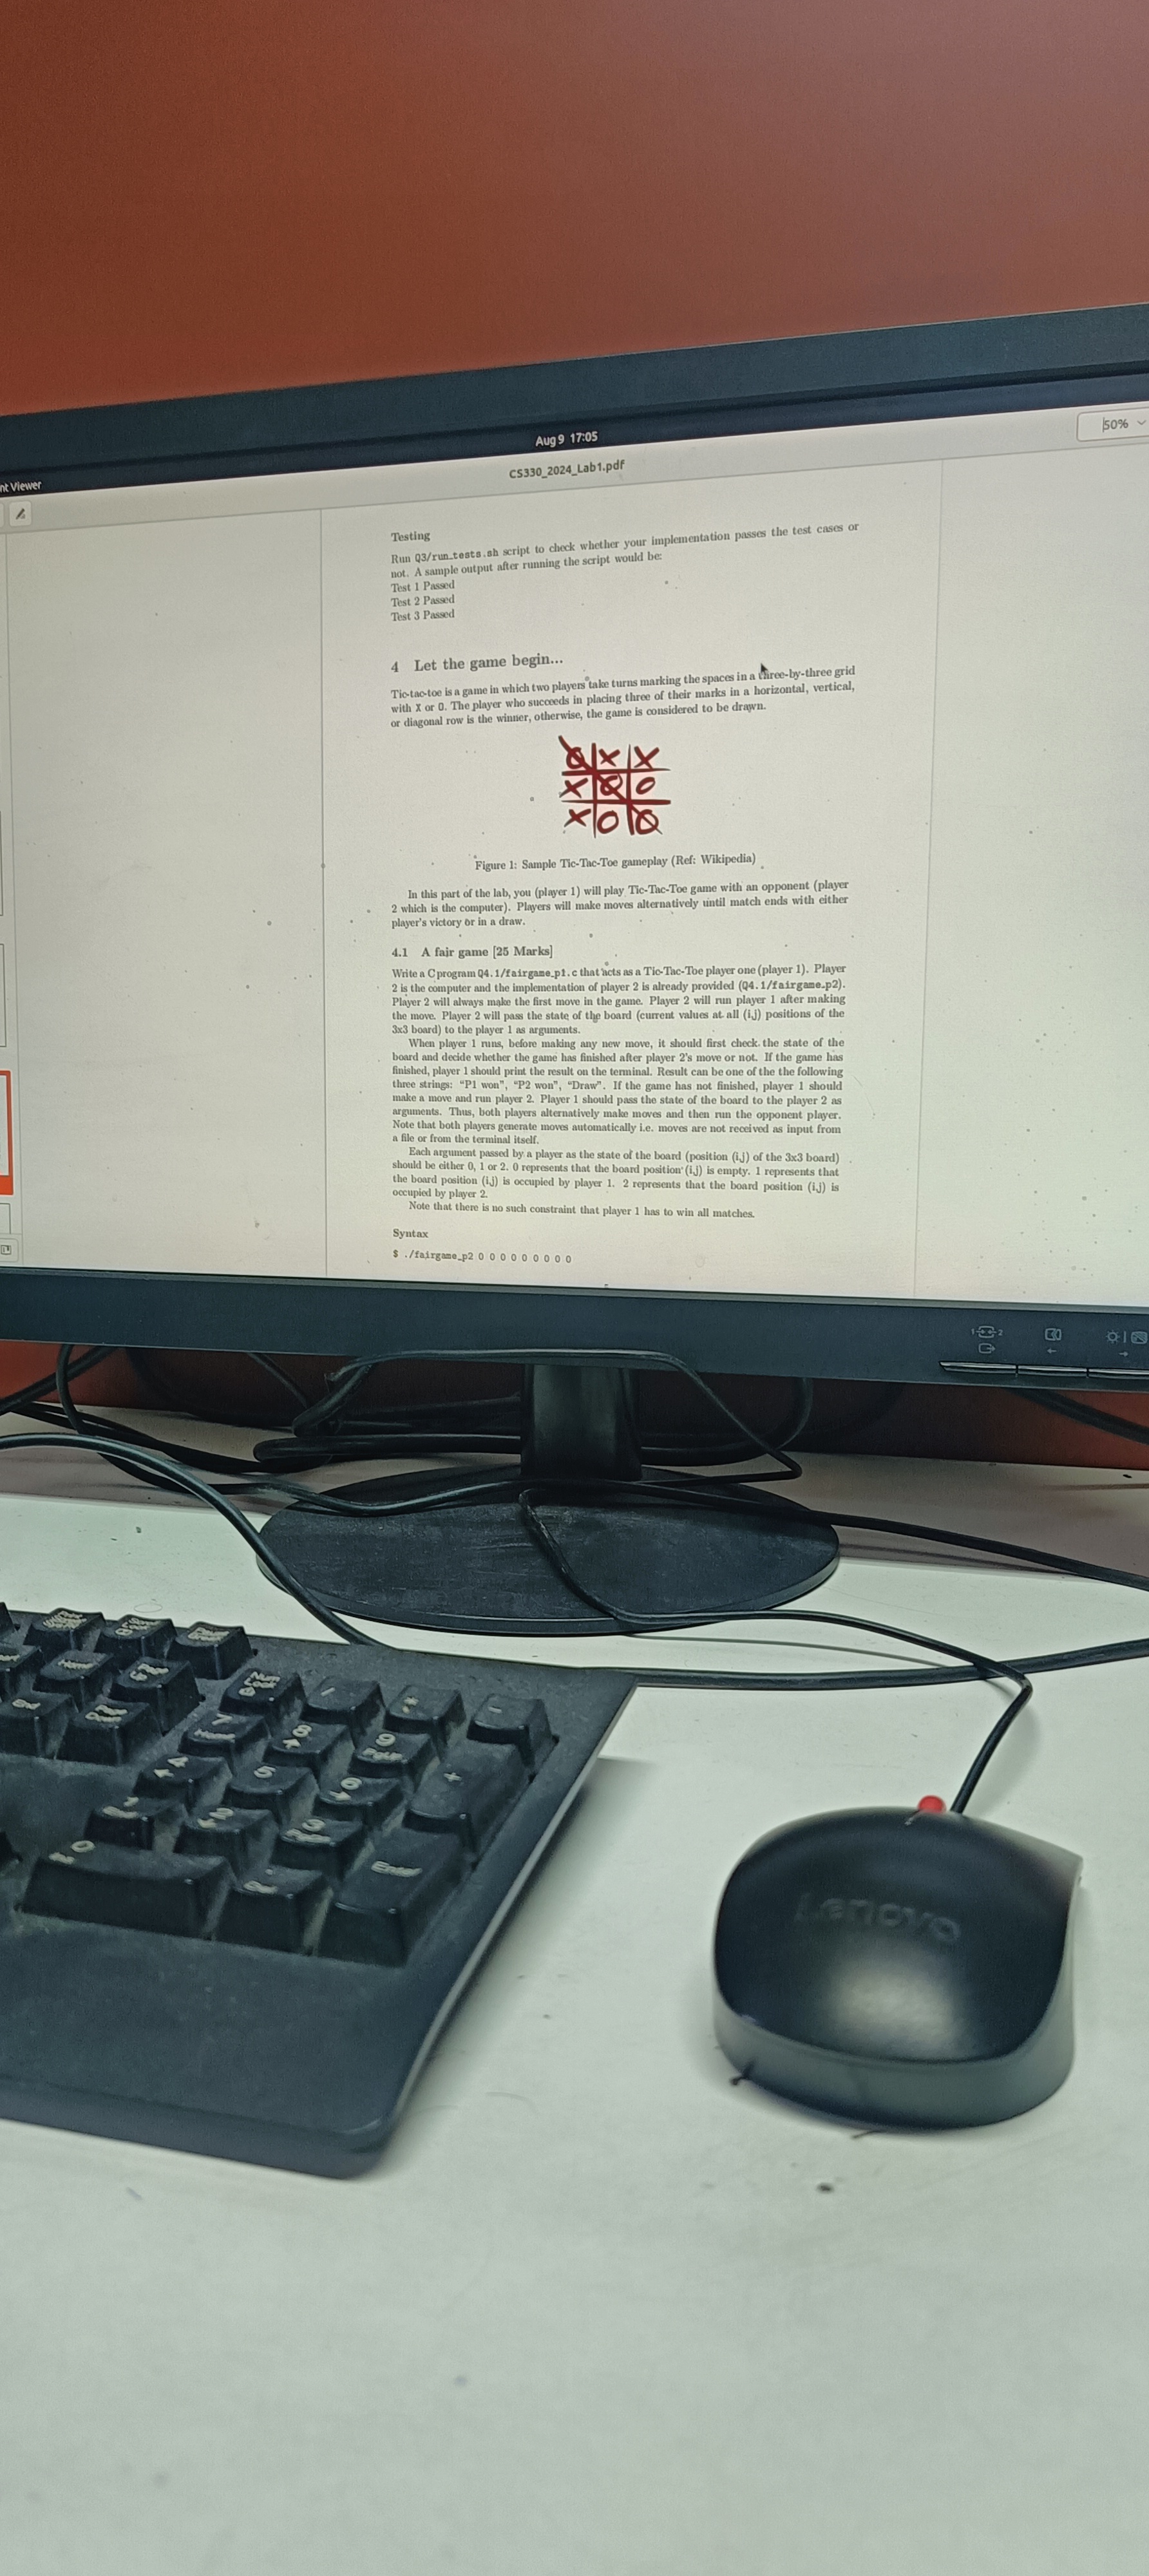 Aug 9 17:05
nt Viewer
CS330_2024_Lab1.pdf
50%
Testing
Run Q3/run_tests.sh script to check whether your implementation passes the test cases or
not. A sample output after running the script would be:
Test 1 Passed
Test 2 Passed
Test 3 Passed
4 Let the game begin...
Tic-tac-toe is a game in which two players take turns marking the spaces in a three-by-three grid
with X or O. The player who succeeds in placing three of their marks in a horizontal, vertical,
or diagonal row is the winner, otherwise, the game is considered to be drawn.
O X X
X O O
X O O
Figure 1: Sample Tic-Tac-Toe gameplay (Ref: Wikipedia)
In this part of the lab, you (player 1) will play Tic-Tac-Toe game with an opponent (player
2 which is the computer). Players will make moves alternatively until match ends with either
player's victory or in a draw.
4.1 A fair game [25 Marks]
Write a C program Q4.1/fairgame_p1.c that acts as a Tic-Tac-Toe player one (player 1). Player
2 is the computer and the implementation of player 2 is already provided (Q4.1/fairgame_p2).
Player 2 will always make the first move in the game. Player 2 will run player 1 after making
the move. Player 2 will pass the state of the board (current values at all (i,j) positions of the
3x3 board) to the player 1 as arguments.
When player 1 runs, before making any new move, it should first check the state of the
board and decide whether the game has finished after player 2's move or not. If the game has
finished, player 1 should print the result on the terminal. Result can be one of the the following
three strings: "P1 won", "P2 won", "Draw". If the game has not finished, player 1 should
make a move and run player 2. Player 1 should pass the state of the board to the player 2 as
arguments. Thus, both players alternatively make moves and then run the opponent player.
Note that both players generate moves automatically i.e. moves are not received as input from
a file or from the terminal itself.
Each argument passed by a player as the state of the board (position (i,j) of the 3x3 board)
should be either 0, 1 or 2. 0 represents that the board position (i,j) is empty. 1 represents that
the board position (i,j) is occupied by player 1. 2 represents that the board position (i,j) is
occupied by player 2.
Note that there is no such constraint that player 1 has to win all matches.
Syntax
$ ./fairgame_p2 0 0 0 0 0 0 0 0 0
Num Lock / * -
Home
7 Home 8 9 PgUp +
End
4 5 6
1 2 3
0 Enter
Lenovo